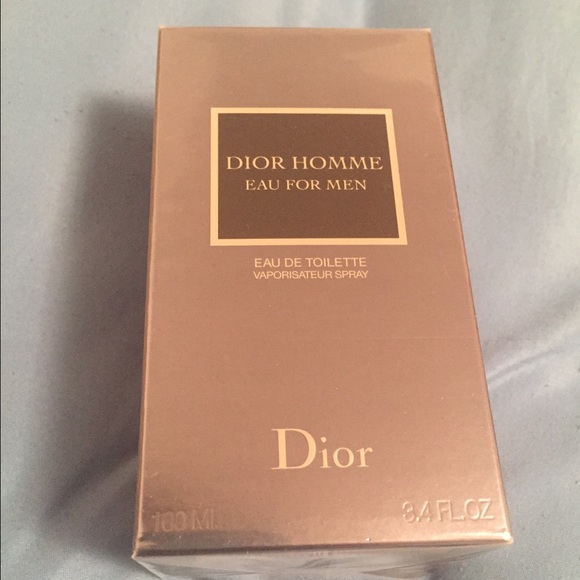 DIOR HOMME
EAU FOR MEN
EAU DE TOILETTE
VAPORISATEUR SPRAY
Dior
100 ML 3.4 FL.OZ